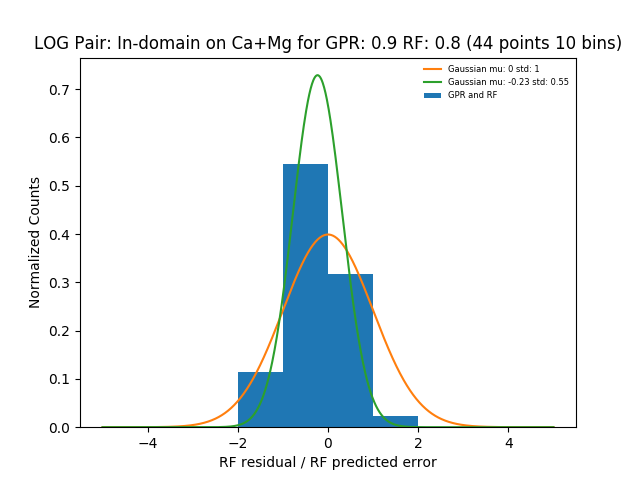 LOG Pair: In-domain on Ca+Mg for GPR: 0.9 RF: 0.8 (44 points 10 bins)
Gaussian mu: 0 std: 1
Gaussian mu: -0.23 std: 0.55
GPR and RF
Normalized Counts
0.7
0.6
0.5
0.4
0.3
0.2
0.1
0.0
−4 −2 0 2 4
RF residual / RF predicted error